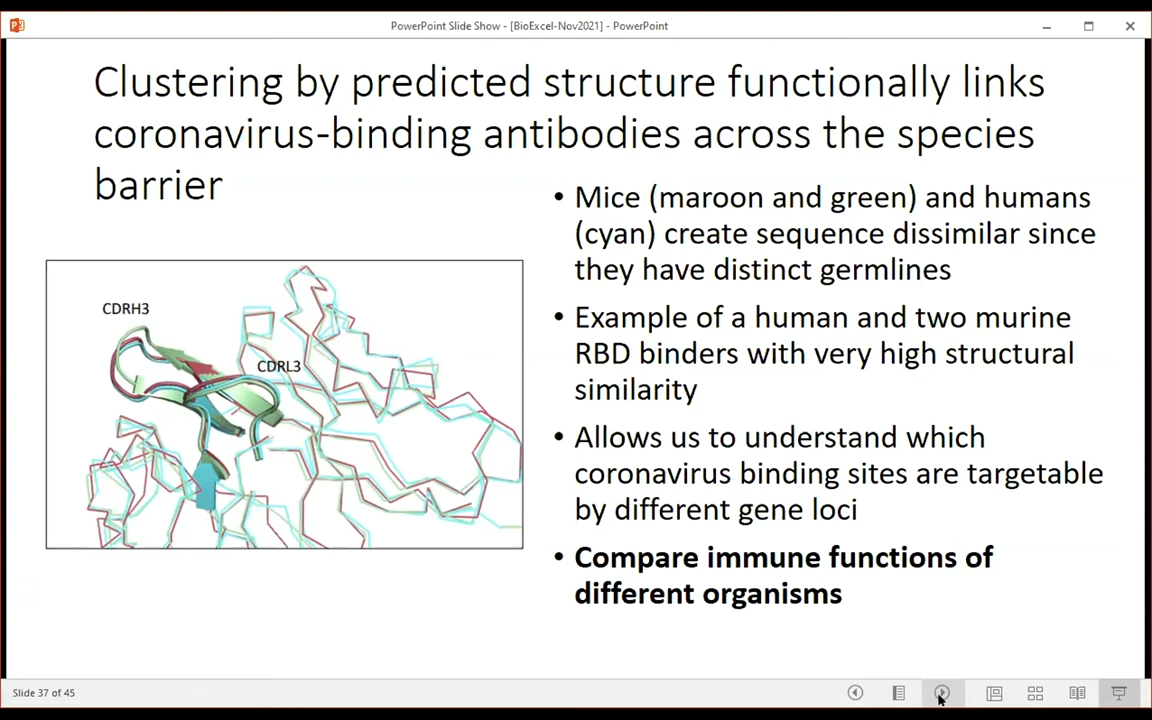 PowerPoint Slide Show - [BioExcel-Nov2021] - PowerPoint
Clustering by predicted structure functionally links
coronavirus-binding antibodies across the species
barrier
• Mice (maroon and green) and humans
(cyan) create sequence dissimilar since
they have distinct germlines
• Example of a human and two murine
RBD binders with very high structural
similarity
• Allows us to understand which
coronavirus binding sites are targetable
by different gene loci
• Compare immune functions of
different organisms
CDRH3
CDRL3
Slide 37 of 45